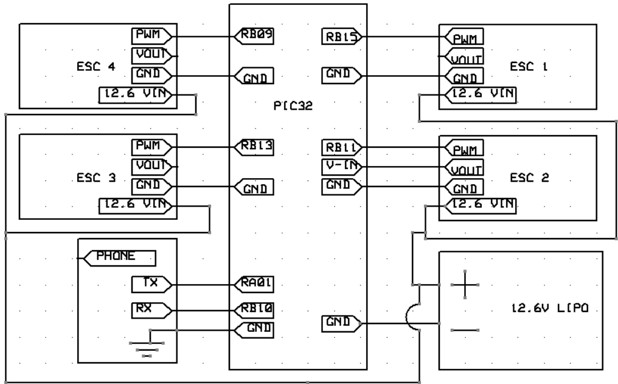 ESC 4
PWM
VOUT
GND
12.6 VIN
RB09
GND
PIC32
RB15
GND
PWM
VOUT
GND
12.6 VIN
ESC 1
ESC 3
PWM
VOUT
GND
12.6 VIN
RB13
GND
RB11
V-IN
GND
PWM
VOUT
GND
12.6 VIN
ESC 2
PHONE
TX
RX
RA01
RB10
GND
GND
+
12.6V LIPO
-